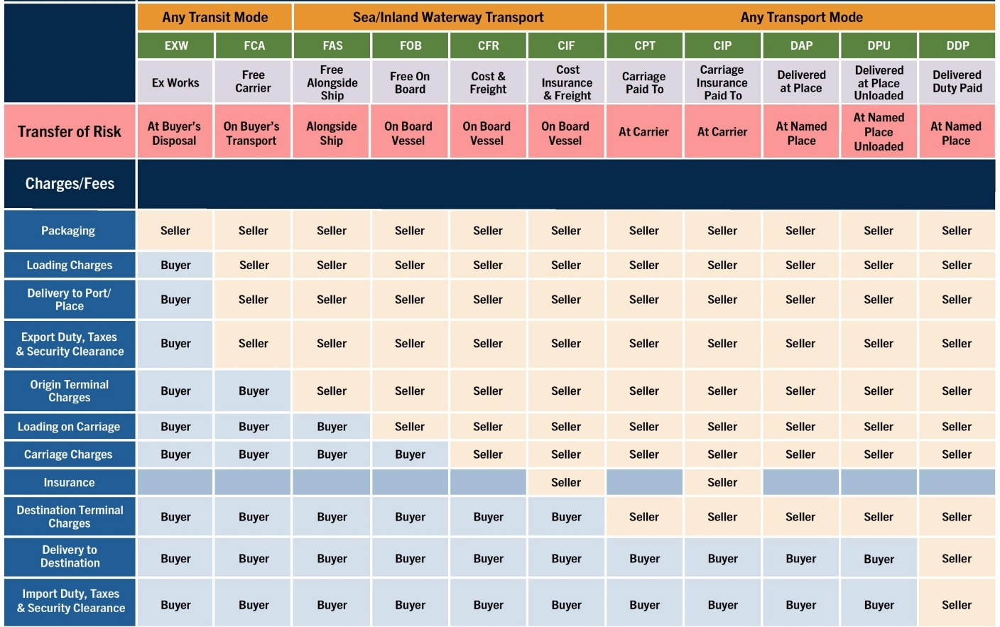 Any Transit Mode Sea/Inland Waterway Transport Any Transport Mode
EXW FCA FAS FOB CFR CIF CPT CIP DAP DPU DDP
Ex Works
Free
Carrier
Free
Alongside
Ship
Free On
Board
Cost &
Freight
Cost
Insurance
& Freight
Carriage
Paid To
Carriage
Insurance
Paid To
Delivered
at Place
Delivered
at Place
Unloaded
Delivered
Duty Paid
Transfer of Risk
At Buyer's
Disposal
On Buyer's
Transport
Alongside
Ship
On Board
Vessel
On Board
Vessel
On Board
Vessel
At Carrier
At Carrier
At Named
Place
At Named
Place
Unloaded
At Named
Place
Charges/Fees
Packaging Seller Seller Seller Seller Seller Seller Seller Seller Seller Seller Seller
Loading Charges Buyer Seller Seller Seller Seller Seller Seller Seller Seller Seller Seller
Delivery to Port/
Place
Buyer Seller Seller Seller Seller Seller Seller Seller Seller Seller Seller
Export Duty, Taxes
& Security Clearance
Buyer Seller Seller Seller Seller Seller Seller Seller Seller Seller Seller
Origin Terminal
Charges
Buyer Buyer Seller Seller Seller Seller Seller Seller Seller Seller Seller
Loading on Carriage Buyer Buyer Buyer Seller Seller Seller Seller Seller Seller Seller Seller
Carriage Charges Buyer Buyer Buyer Buyer Seller Seller Seller Seller Seller Seller Seller
Insurance Seller Seller
Destination Terminal
Charges
Buyer Buyer Buyer Buyer Buyer Buyer Seller Seller Seller Seller Seller
Delivery to
Destination
Buyer Buyer Buyer Buyer Buyer Buyer Buyer Buyer Buyer Buyer Seller
Import Duty, Taxes
& Security Clearance
Buyer Buyer Buyer Buyer Buyer Buyer Buyer Buyer Buyer Buyer Seller